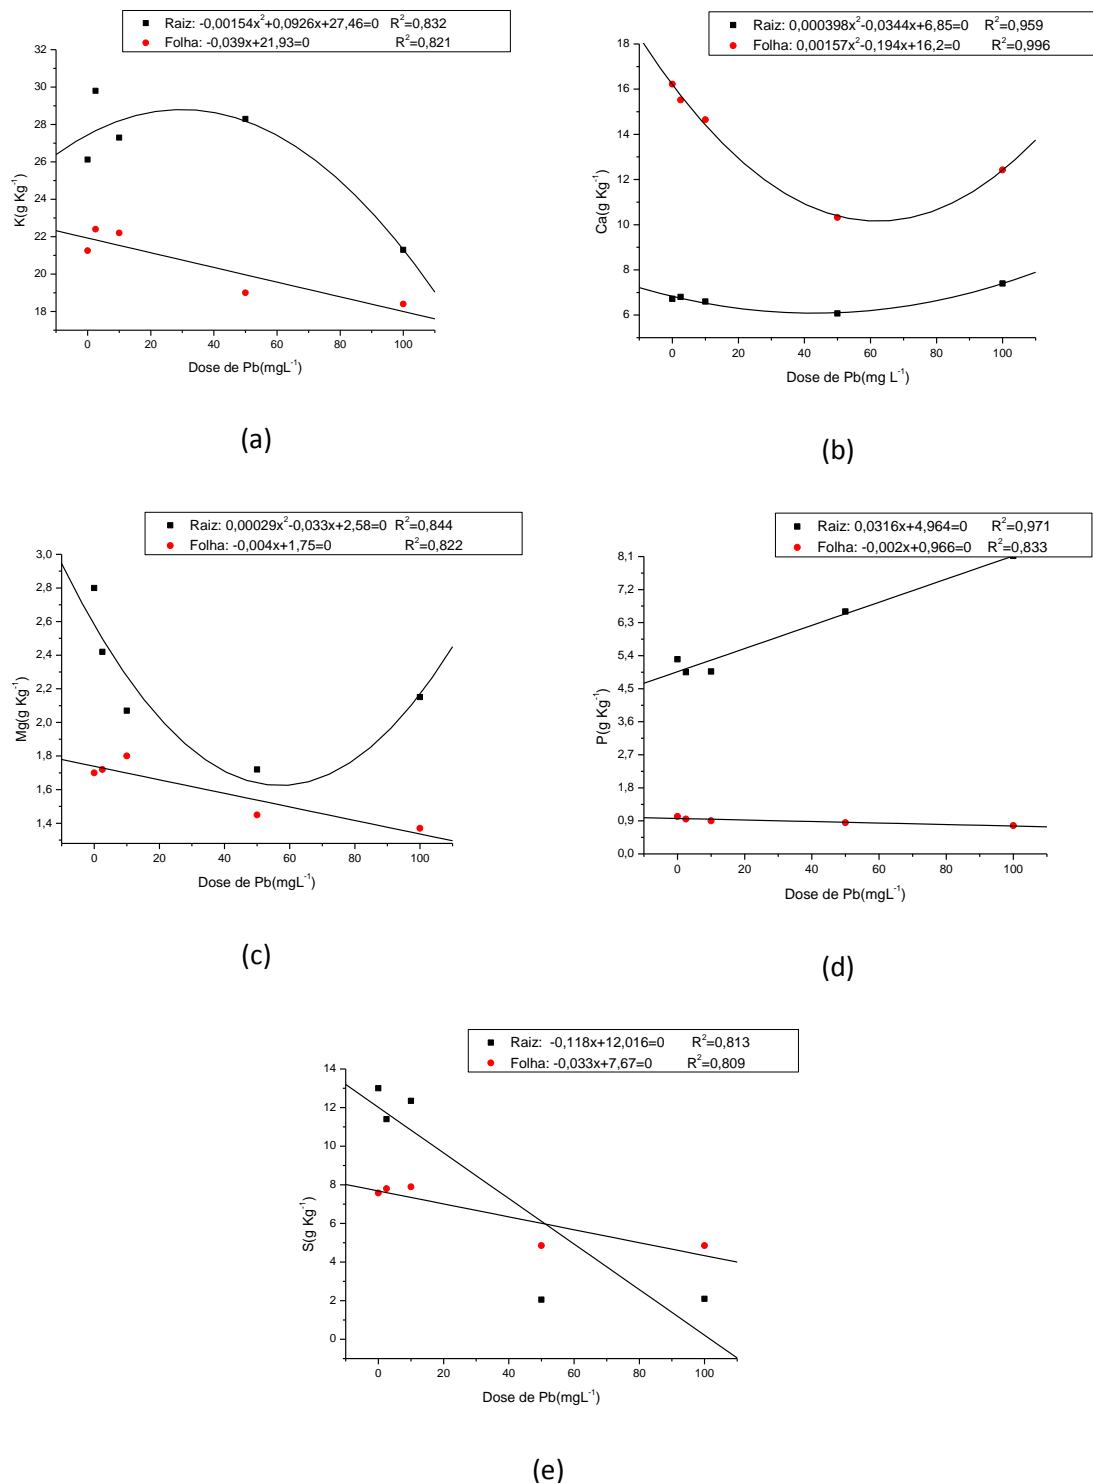 Raiz: -0,00154x²+0,0926x+27,46=0 R²=0,832
Folha: -0,039x+21,93=0 R²=0,821
32
30
28
26
24
22
20
18
K(g Kg⁻¹)
0 20 40 60 80 100
Dose de Pb(mgL⁻¹)
(a)
Raiz: 0,000398x²-0,0344x+6,85=0 R²=0,959
Folha: 0,00157x²-0,194x+16,2=0 R²=0,996
18
16
14
12
10
8
6
Ca(g Kg⁻¹)
0 20 40 60 80 100
Dose de Pb(mg L⁻¹)
(b)
Raiz: 0,00029x²-0,033x+2,58=0 R²=0,844
Folha: -0,004x+1,75=0 R²=0,822
3,0
2,8
2,6
2,4
2,2
2,0
1,8
1,6
1,4
Mg(g Kg⁻¹)
0 20 40 60 80 100
Dose de Pb(mgL⁻¹)
(c)
Raiz: 0,0316x+4,964=0 R²=0,971
Folha: -0,002x+0,966=0 R²=0,833
8,1
7,2
6,3
5,4
4,5
3,6
2,7
1,8
0,9
0,0
P(g Kg⁻¹)
0 20 40 60 80 100
Dose de Pb(mgL⁻¹)
(d)
Raiz: -0,118x+12,016=0 R²=0,813
Folha: -0,033x+7,67=0 R²=0,809
14
12
10
8
6
4
2
0
S(g Kg⁻¹)
0 20 40 60 80 100
Dose de Pb(mgL⁻¹)
(e)